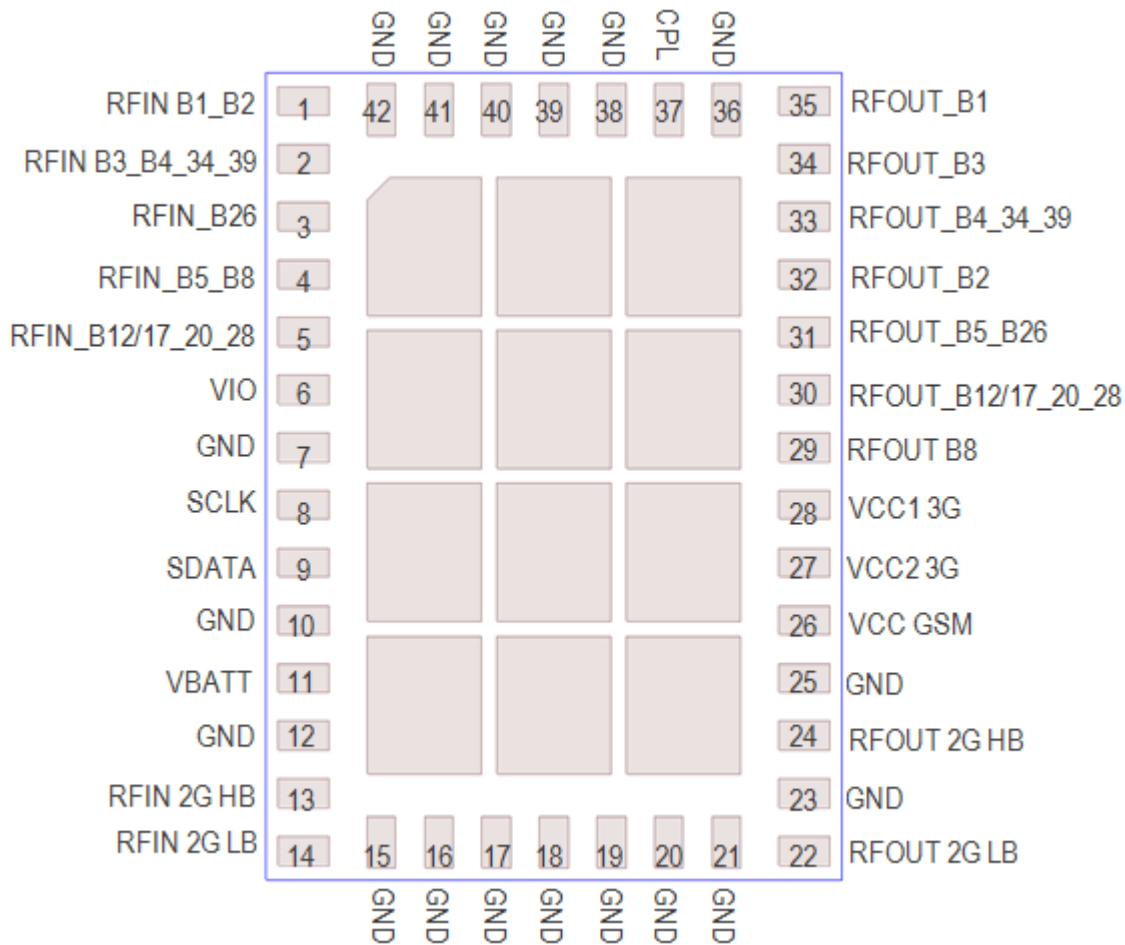 GND GND GND GND GND CPL GND
RFIN B1_B2 1 42 41 40 39 38 37 36 35 RFOUT_B1
RFIN B3_B4_34_39 2 34 RFOUT_B3
RFIN_B26 3 33 RFOUT_B4_34_39
RFIN_B5_B8 4 32 RFOUT_B2
RFIN_B12/17_20_28 5 31 RFOUT_B5_B26
VIO 6 30 RFOUT_B12/17_20_28
GND 7 29 RFOUT B8
SCLK 8 28 VCC1 3G
SDATA 9 27 VCC2 3G
GND 10 26 VCC GSM
VBATT 11 25 GND
GND 12 24 RFOUT 2G HB
RFIN 2G HB 13 23 GND
RFIN 2G LB 14 15 16 17 18 19 20 21 22 RFOUT 2G LB
GND GND GND GND GND GND GND